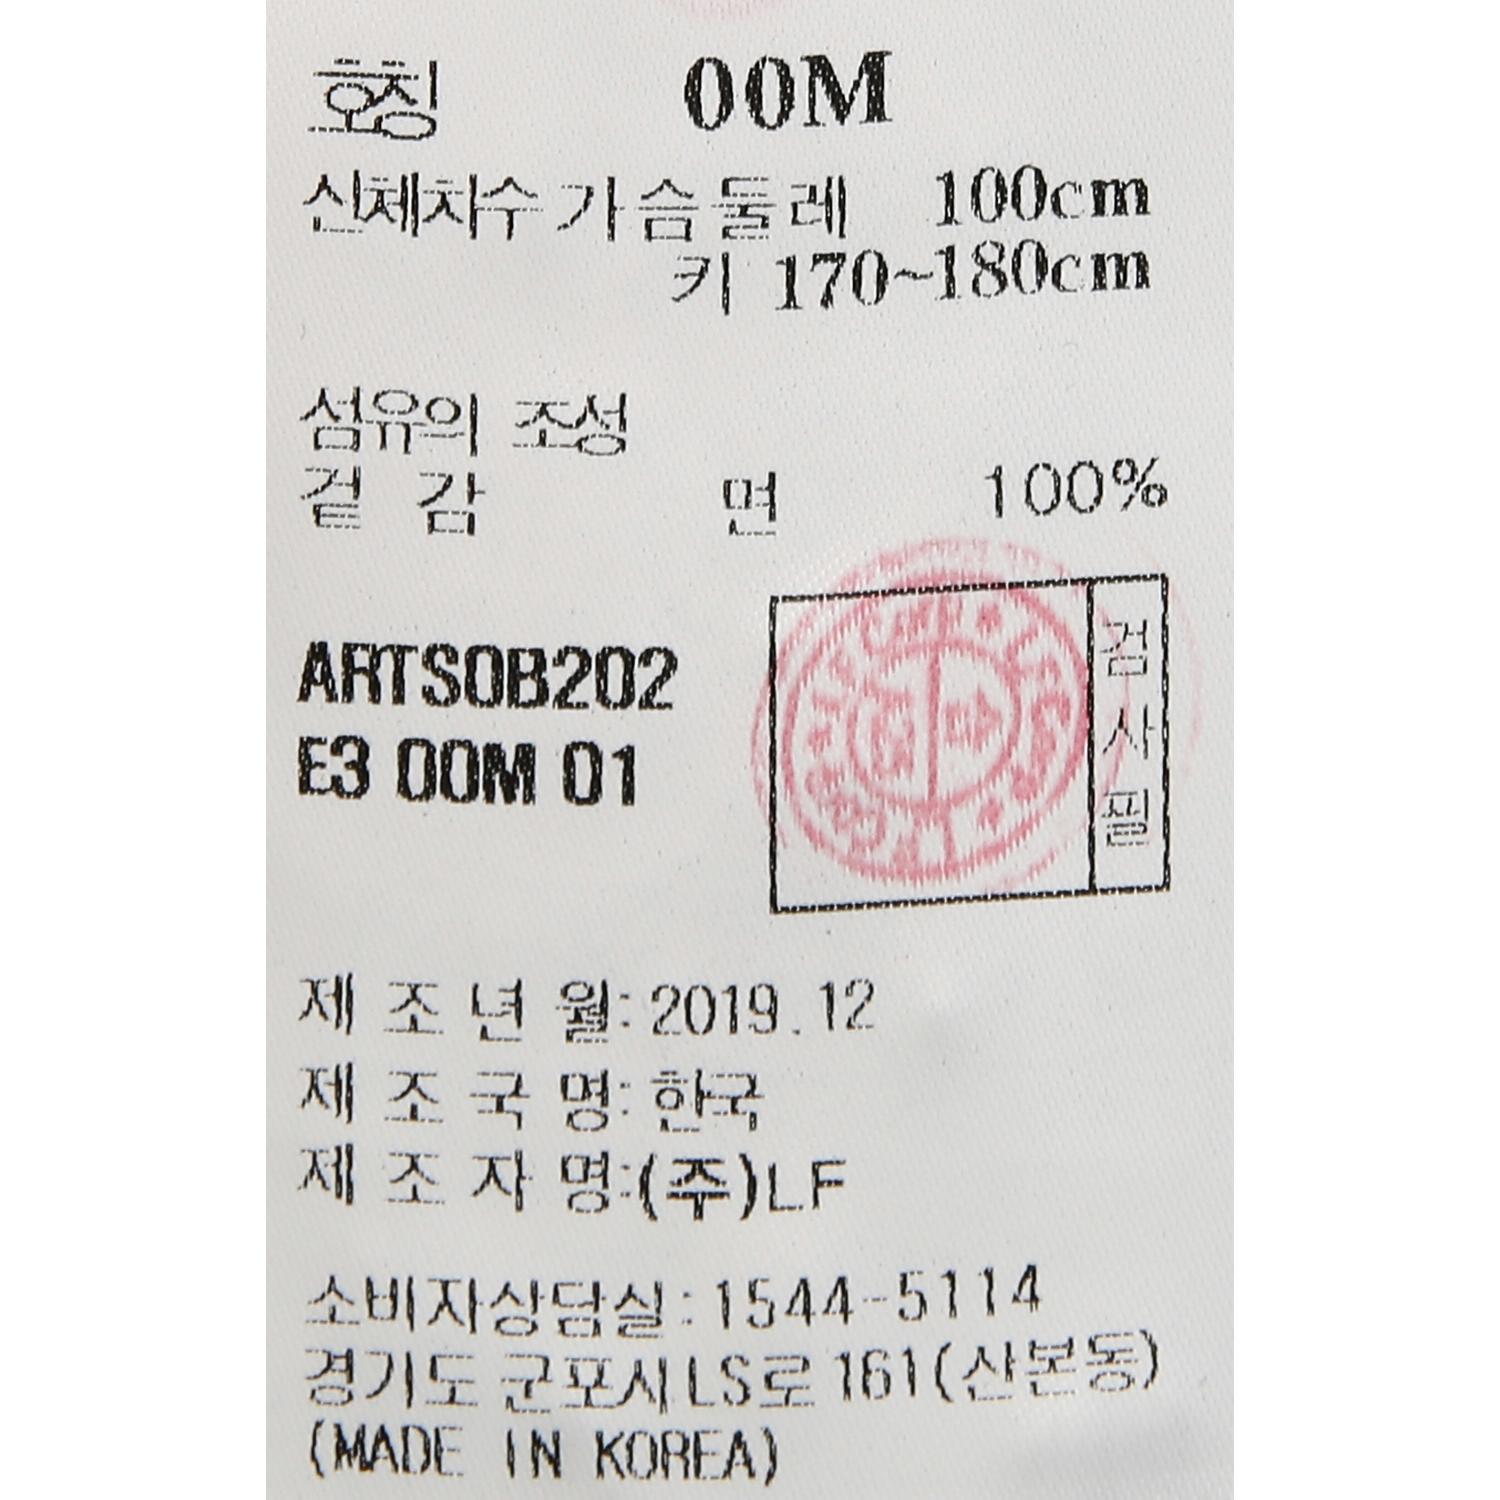 호칭 00M
신체치수 가슴둘레 100cm
키 170~180cm
섬유의 조성
겉감 면 100%
ARTS0B202
E3 00M 01
검사필
제조년월: 2019.12
제조국명: 한국
제조자명:(주)LF
소비자상담실: 1544-5114
경기도 군포시 LS로 161(산본동)
(MADE IN KOREA)